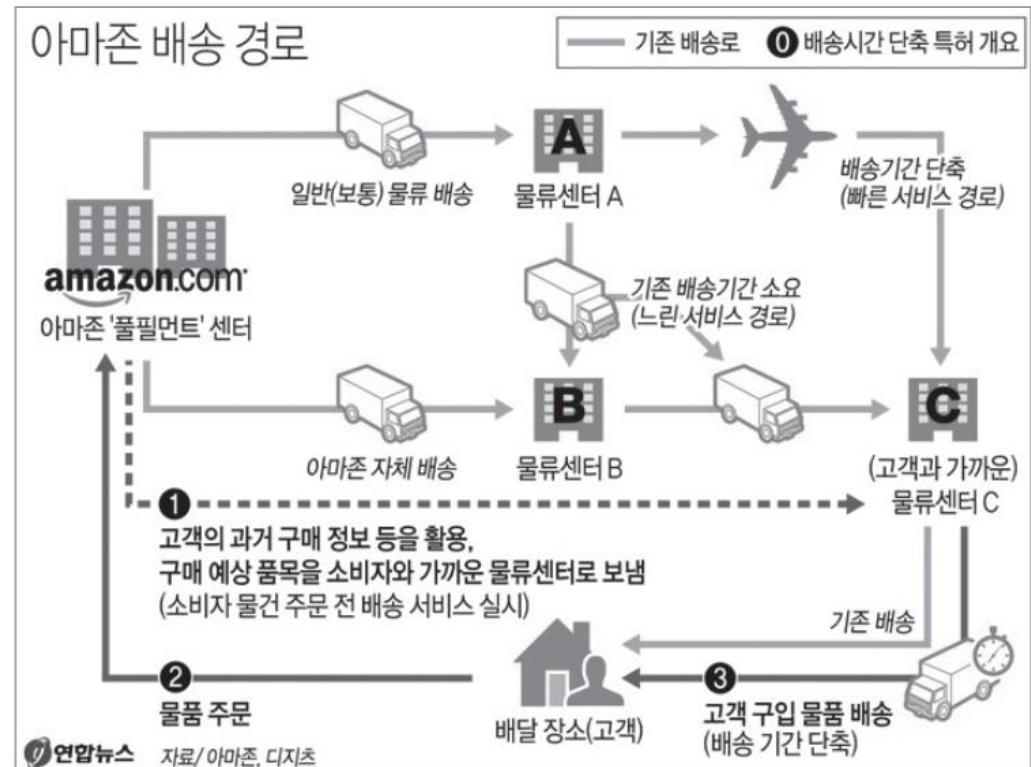 아마존 배송 경로
기존 배송로
0 배송시간 단축 특허 개요
A
물류센터 A
일반(보통) 물류 배송
배송기간 단축
(빠른 서비스 경로)
amazon.com
아마존 '풀필먼트' 센터
기존 배송기간 소요
(느린 서비스 경로)
B
물류센터 B
아마존 자체 배송
C
(고객과 가까운)
물류센터 C
1
고객의 과거 구매 정보 등을 활용,
구매 예상 품목을 소비자와 가까운 물류센터로 보냄
(소비자 물건 주문 전 배송 서비스 실시)
기존 배송
2
물품 주문
배달 장소(고객)
3
고객 구입 물품 배송
(배송 기간 단축)
y 연합뉴스
자료/ 아마존, 디지츠